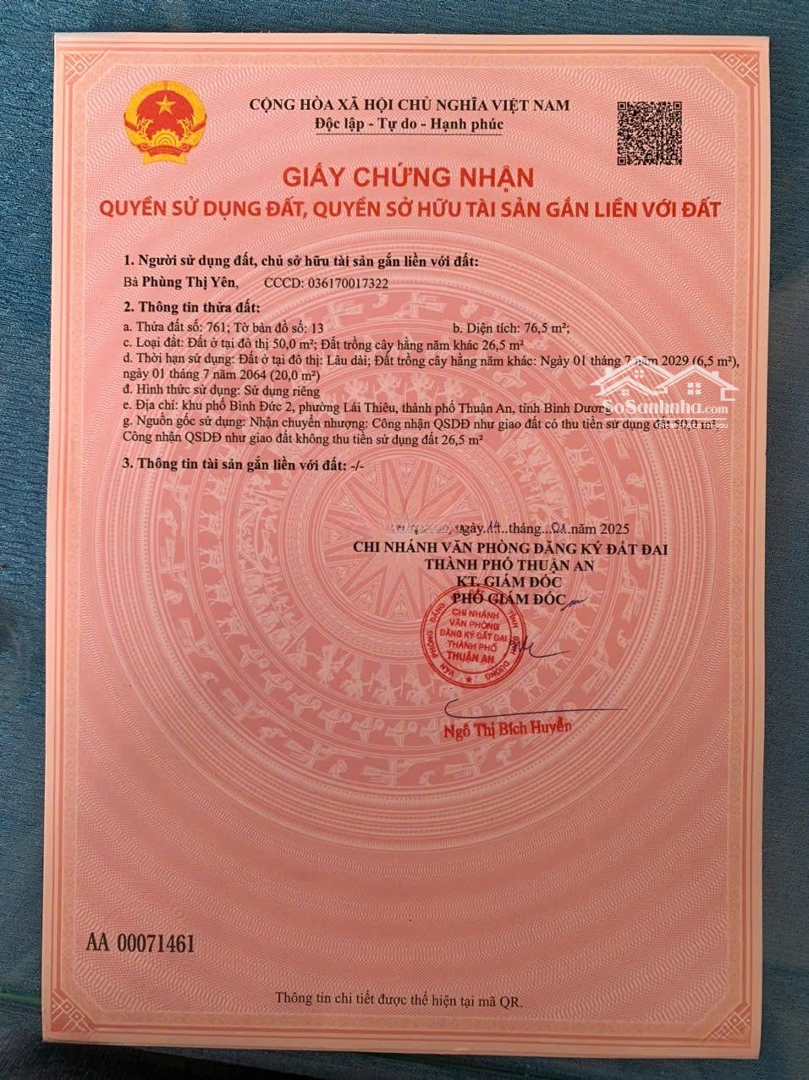 CỘNG HÒA XÃ HỘI CHỦ NGHĨA VIỆT NAM
Độc lập - Tự do - Hạnh phúc
GIẤY CHỨNG NHẬN
QUYỀN SỬ DỤNG ĐẤT, QUYỀN SỞ HỮU TÀI SẢN GẮN LIỀN VỚI ĐẤT
1. Người sử dụng đất, chủ sở hữu tài sản gắn liền với đất:
Bà Phùng Thị Yên, CCCD: 036170017322
2. Thông tin thửa đất:
a. Thửa đất số: 761; Tờ bản đồ số: 13 b. Diện tích: 76,5 m²;
c. Loại đất: Đất ở tại đô thị 50,0 m²; Đất trồng cây hằng năm khác 26,5 m²
d. Thời hạn sử dụng: Đất ở tại đô thị: Lâu dài; Đất trồng cây hằng năm khác: Ngày 01 tháng 7 năm 2029 (6,5 m²),
ngày 01 tháng 7 năm 2064 (20,0 m²)
đ. Hình thức sử dụng: Sử dụng riêng
e. Địa chỉ: khu phố Bình Đức 2, phường Lái Thiêu, thành phố Thuận An, tỉnh Bình Dương
SoSanhnha.com
g. Nguồn gốc sử dụng: Nhận chuyển nhượng: Công nhận QSDĐ như giao đất có thu tiền sử dụng đất 50,0 m²,
Công nhận QSDĐ như giao đất không thu tiền sử dụng đất 26,5 m²
3. Thông tin tài sản gắn liền với đất: -/-
ngày 14 tháng 01 năm 2025
CHI NHÁNH VĂN PHÒNG ĐĂNG KÝ ĐẤT ĐAI
THÀNH PHỐ THUẬN AN
KT. GIÁM ĐỐC
PHÓ GIÁM ĐỐC
CHI NHÁNH
VĂN PHÒNG
ĐĂNG KÝ ĐẤT ĐAI
THÀNH PHỐ
THUẬN AN
Ngô Thị Bích Huyền
AA 00071461
Thông tin chi tiết được thể hiện tại mã QR.